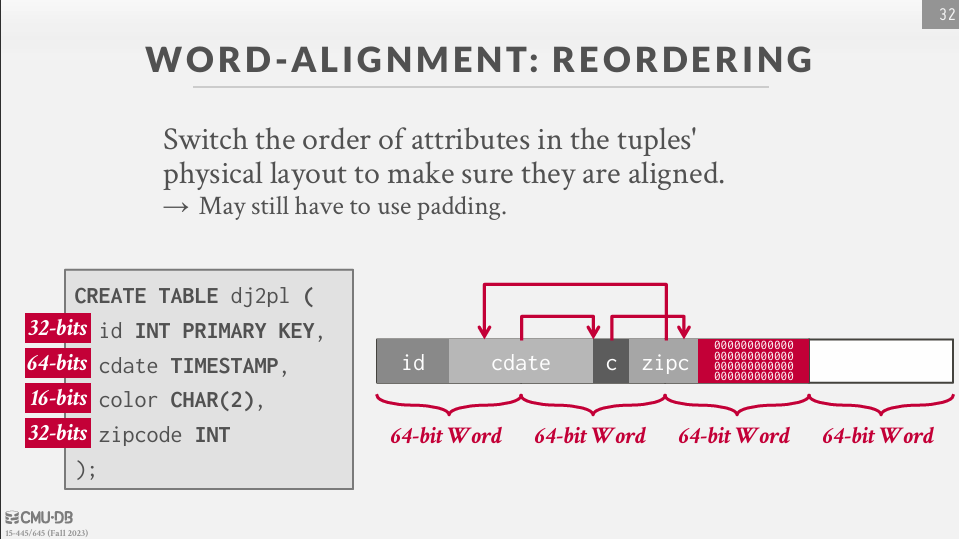 32
WORD-ALIGNMENT: REORDERING
Switch the order of attributes in the tuples'
physical layout to make sure they are aligned.
→ May still have to use padding.
CREATE TABLE dj2pl (
32-bits id INT PRIMARY KEY,
64-bits cdate TIMESTAMP,
16-bits color CHAR(2),
32-bits zipcode INT
);
id cdate c zipc
000000000000
000000000000
000000000000
000000000000
64-bit Word 64-bit Word 64-bit Word 64-bit Word
CMU·DB
15-445/645 (Fall 2023)